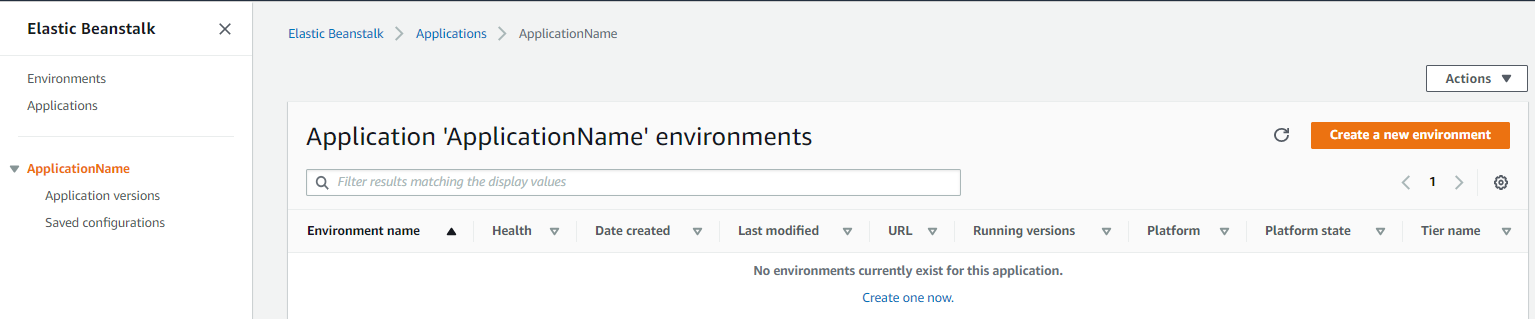 Elastic Beanstalk
Environments
Applications
ApplicationName
Application versions
Saved configurations
Elastic Beanstalk Applications ApplicationName
Actions
Application 'ApplicationName' environments
Create a new environment
Filter results matching the display values
1
Environment name Health Date created Last modified URL Running versions Platform Platform state Tier name
No environments currently exist for this application.
Create one now.